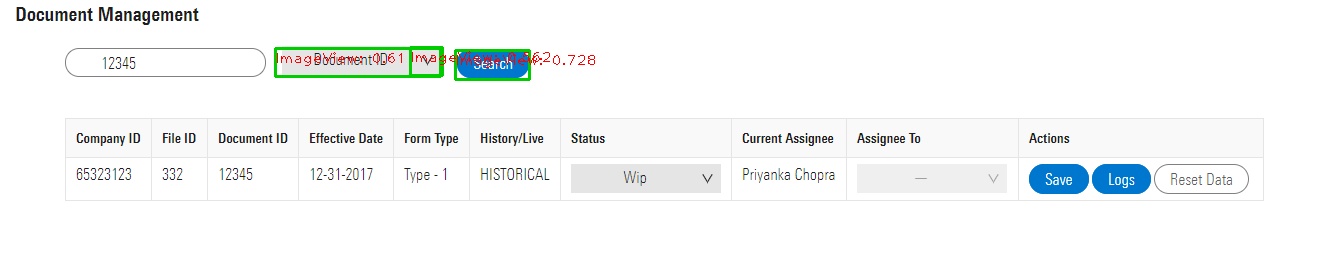 Document Management
12345 Document ID Search
ImageView: 0.61 ImageView: 0.562 ImageView: 0.728
Company ID File ID Document ID Effective Date Form Type History/Live Status Current Assignee Assignee To Actions
65323123 332 12345 12-31-2017 Type - 1 HISTORICAL Wip Priyanka Chopra — Save Logs Reset Data